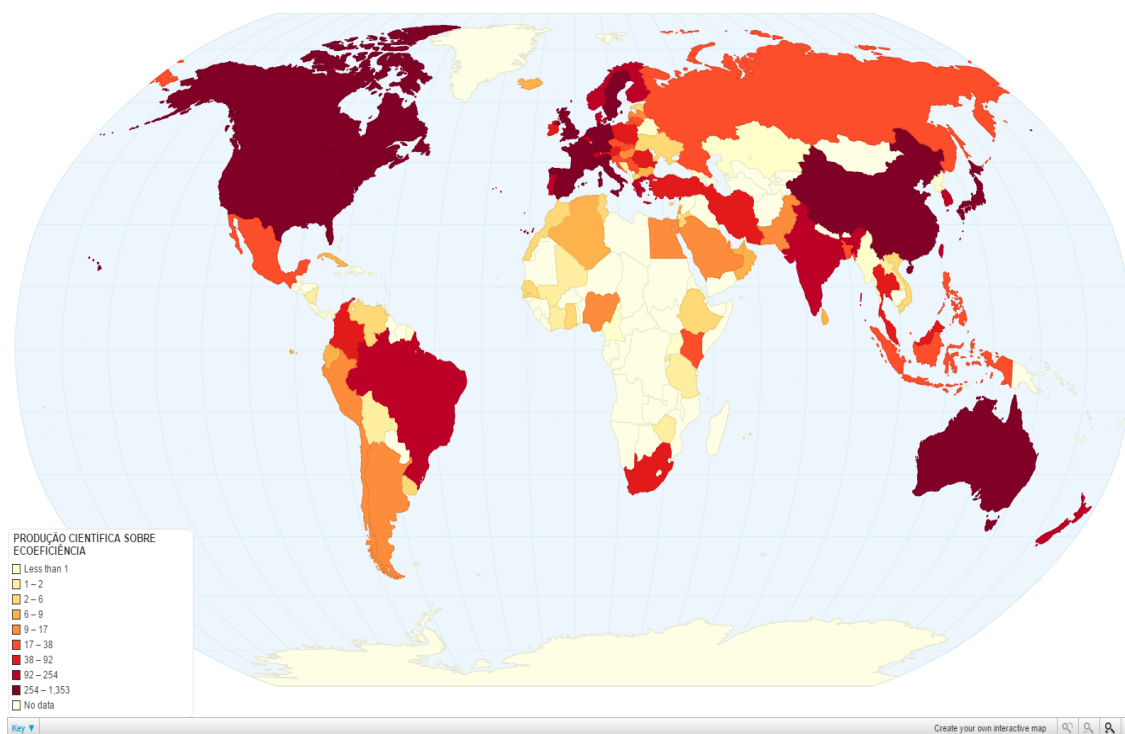 PRODUÇÃO CIENTÍFICA SOBRE
ECOEFICIÊNCIA
Less than 1
1 – 2
2 – 6
6 – 9
9 – 17
17 – 38
38 – 92
92 – 254
254 – 1,353
No data
Key ▼
Create your own interactive map